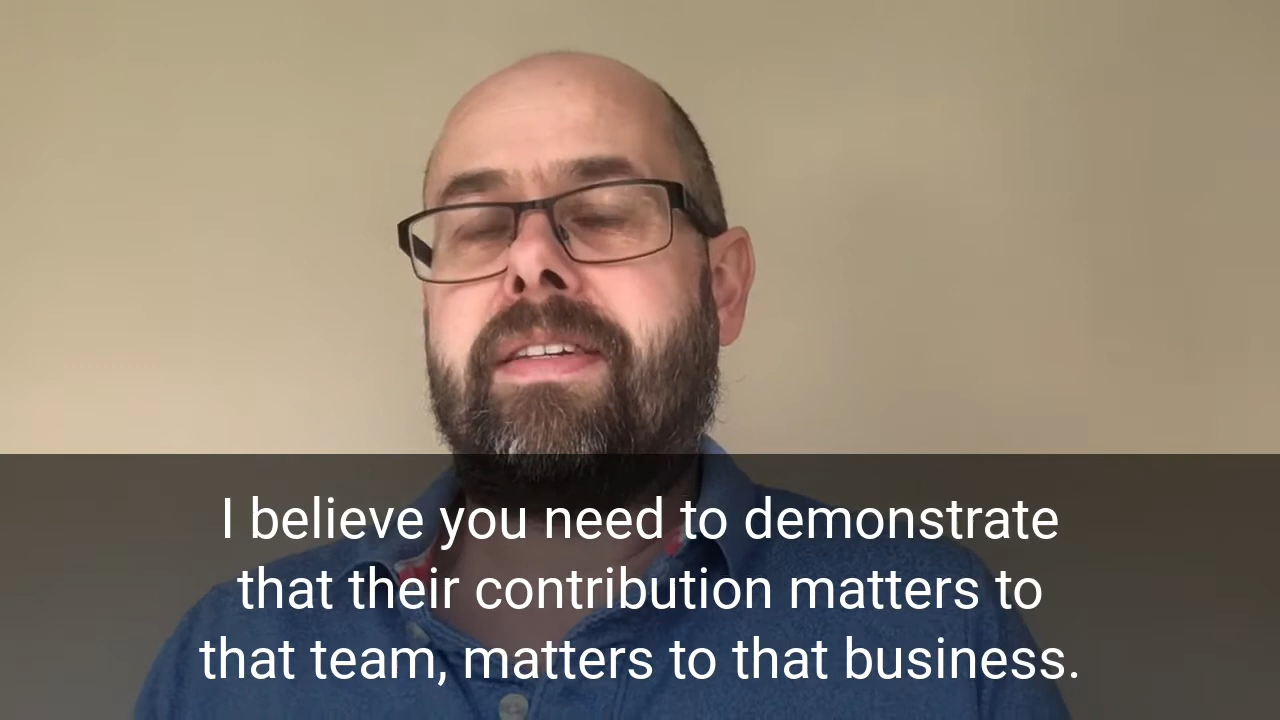 I believe you need to demonstrate
that their contribution matters to
that team, matters to that business.